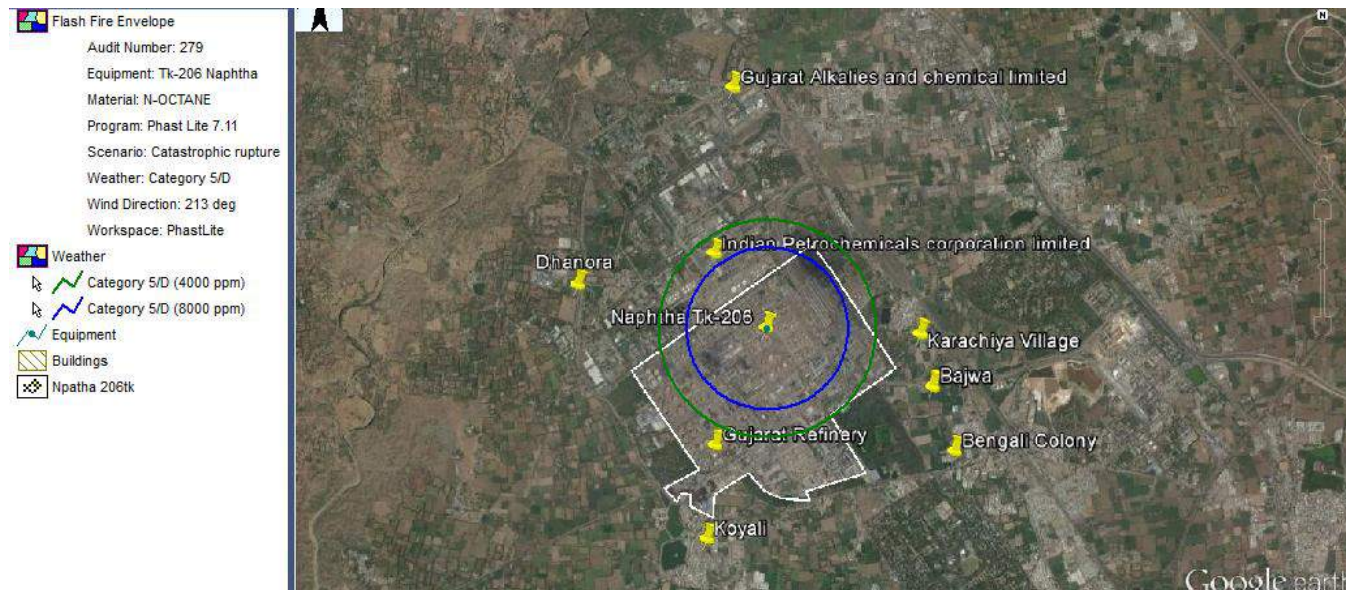 Flash Fire Envelope
Audit Number: 279
Equipment: Tk-206 Naphtha
Material: N-OCTANE
Program: Phast Lite 7.11
Scenario: Catastrophic rupture
Weather: Category 5/D
Wind Direction: 213 deg
Workspace: PhastLite
Weather
Category 5/D (4000 ppm)
Category 5/D (8000 ppm)
Equipment
Buildings
Npatha 206tk
N
Gujarat Alkalies and chemical limited
Indian Petrochemicals corporation limited
Dhanora
Naphtha Tk-206
Karachiya Village
Bajwa
Gujarat Refinery
Bengali Colony
Koyali
Google earth